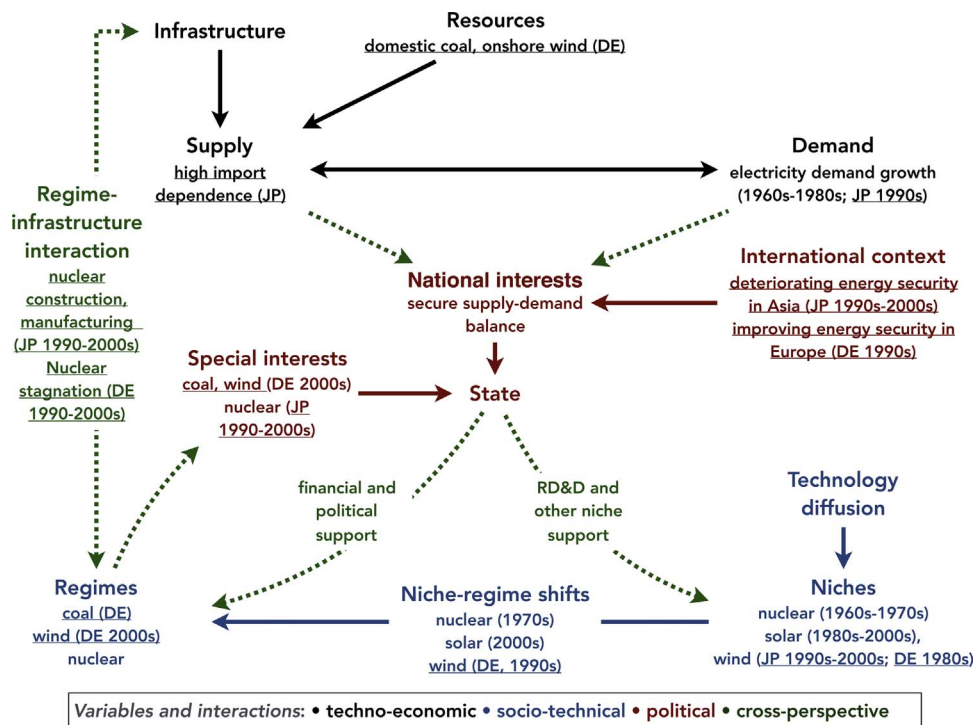 Infrastructure
Resources
domestic coal, onshore wind (DE)
Supply
high import
dependence (JP)
Demand
electricity demand growth
(1960s-1980s; JP 1990s)
Regime-
infrastructure
interaction
nuclear
construction,
manufacturing
(JP 1990-2000s)
Nuclear
stagnation (DE
1990-2000s)
National interests
secure supply-demand
balance
International context
deteriorating energy security
in Asia (JP 1990s-2000s)
improving energy security in
Europe (DE 1990s)
Special interests
coal, wind (DE 2000s)
nuclear (JP
1990-2000s)
State
financial and
political
support
RD&D and
other niche
support
Technology
diffusion
Regimes
coal (DE)
wind (DE 2000s)
nuclear
Niche-regime shifts
nuclear (1970s)
solar (2000s)
wind (DE, 1990s)
Niches
nuclear (1960s-1970s)
solar (1980s-2000s),
wind (JP 1990s-2000s; DE 1980s)
Variables and interactions: • techno-economic • socio-technical • political • cross-perspective